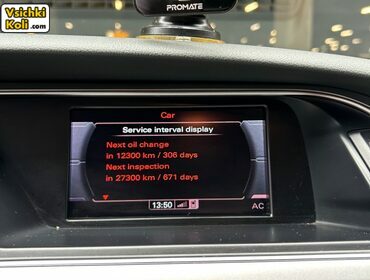 Vsichki
Koli.com
PROMATE
Car
Service interval display
Next oil change
in 12300 km / 306 days
Next inspection
in 27300 km / 671 days
13:50
AC